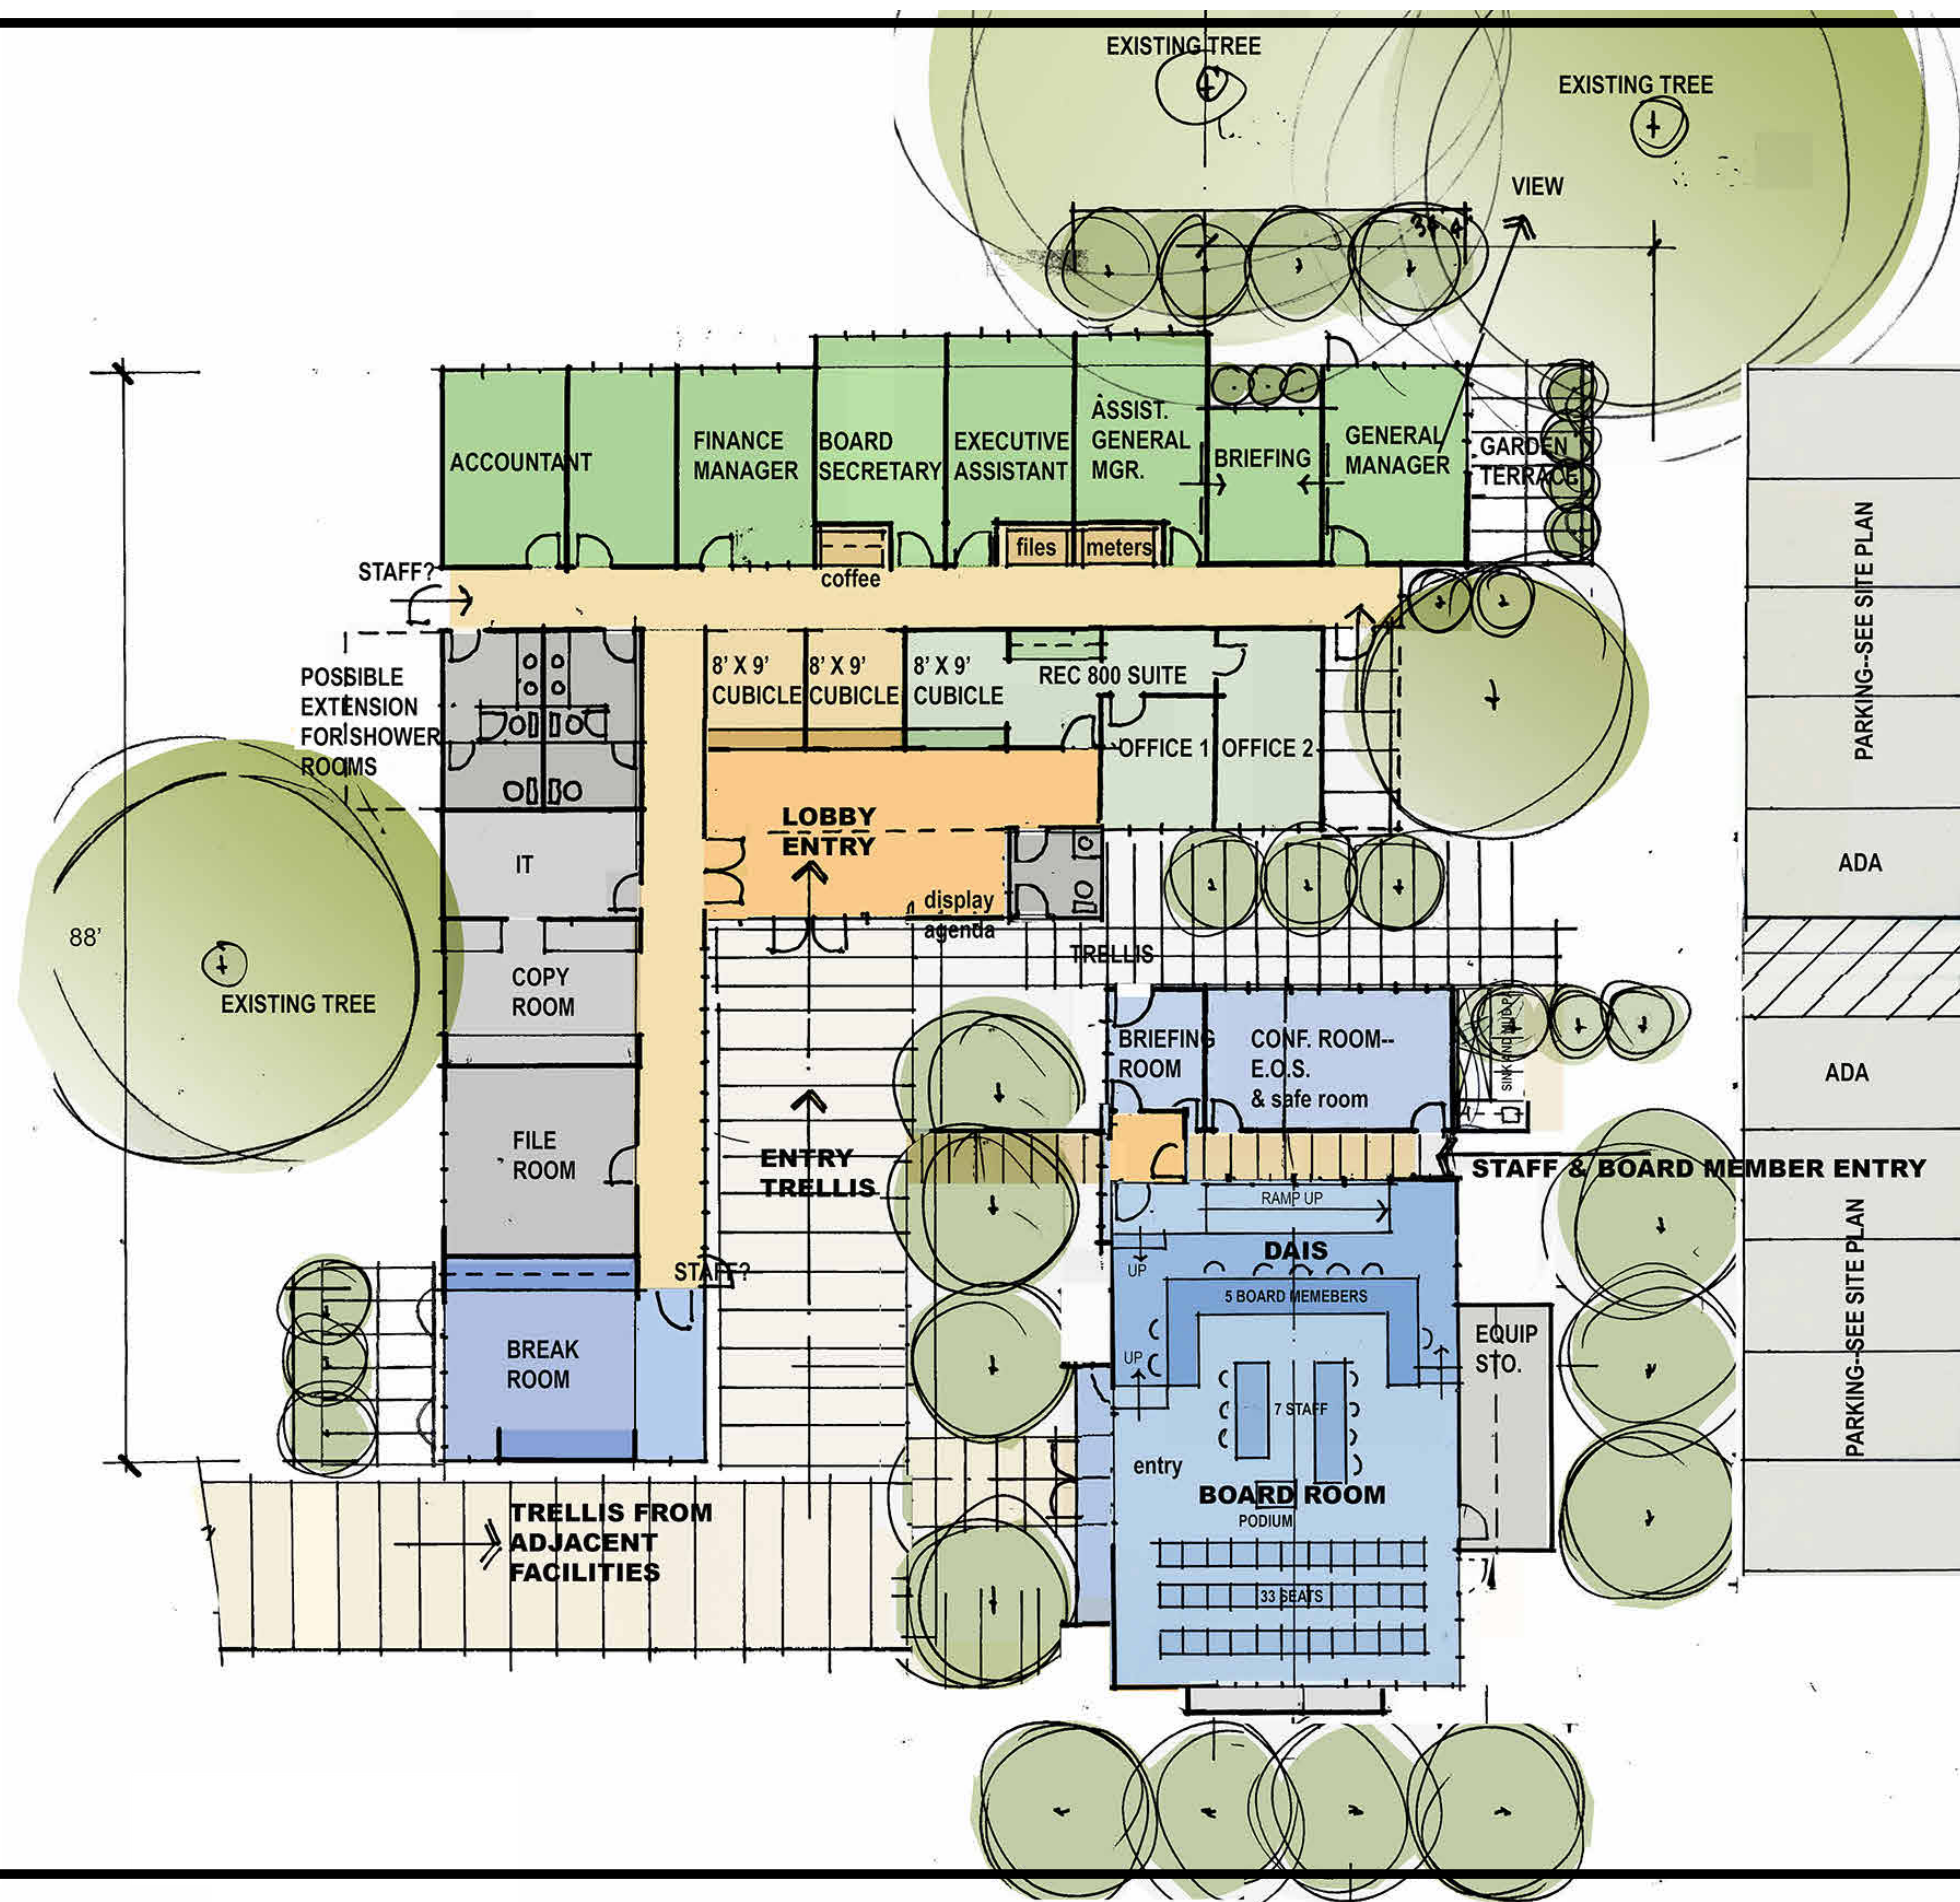 EXISTING TREE
EXISTING TREE
VIEW
ACCOUNTANT
FINANCE
MANAGER
BOARD
SECRETARY
EXECUTIVE
ASSISTANT
ASSIST.
GENERAL
MGR.
BRIEFING
GENERAL
MANAGER
GARDEN
TERRACE
files
meters
coffee
STAFF?
POSSIBLE
EXTENSION
FOR SHOWER
ROOMS
8' X 9'
CUBICLE
8' X 9'
CUBICLE
8' X 9'
CUBICLE
REC 800 SUITE
OFFICE 1
OFFICE 2
PARKING--SEE SITE PLAN
LOBBY
ENTRY
IT
display
agenda
ADA
88'
EXISTING TREE
COPY
ROOM
TRELLIS
BRIEFING
ROOM
CONF. ROOM--
E.O.S.
& safe room
ADA
FILE
ROOM
ENTRY
TRELLIS
STAFF & BOARD MEMBER ENTRY
RAMP UP
DAIS
UP
5 BOARD MEMEBERS
STAFF?
BREAK
ROOM
UP
EQUIP
STO.
7 STAFF
PARKING--SEE SITE PLAN
entry
BOARD ROOM
PODIUM
TRELLIS FROM
ADJACENT
FACILITIES
33 SEATS